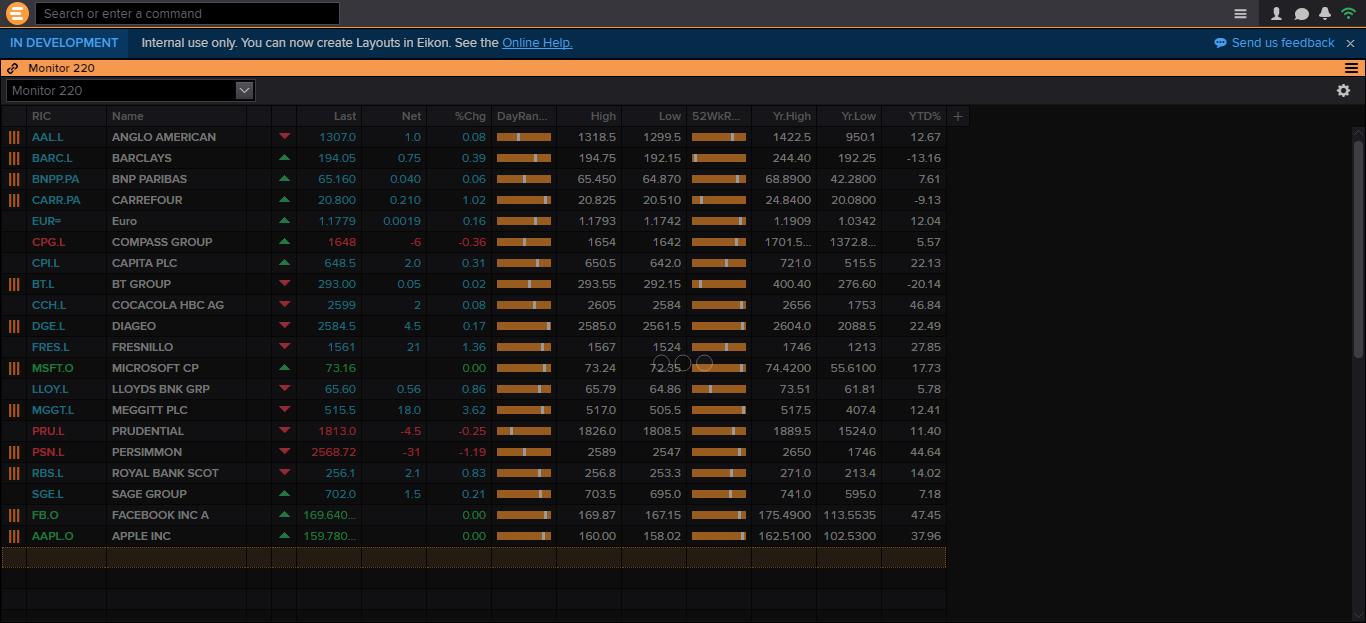 Search or enter a command
IN DEVELOPMENT Internal use only. You can now create Layouts in Eikon. See the Online Help. Send us feedback
Monitor 220
Monitor 220
RIC Name Last Net %Chg DayRan... High Low 52WkR... Yr.High Yr.Low YTD% +
AAL.L ANGLO AMERICAN 1307.0 1.0 0.08 1318.5 1299.5 1422.5 950.1 12.67
BARC.L BARCLAYS 194.05 0.75 0.39 194.75 192.15 244.40 192.25 -13.16
BNPP.PA BNP PARIBAS 65.160 0.040 0.06 65.450 64.870 68.8900 42.2800 7.61
CARR.PA CARREFOUR 20.800 0.210 1.02 20.825 20.510 24.8400 20.0800 -9.13
EUR= Euro 1.1779 0.0019 0.16 1.1793 1.1742 1.1909 1.0342 12.04
CPG.L COMPASS GROUP 1648 -6 -0.36 1654 1642 1701.5... 1372.8... 5.57
CPI.L CAPITA PLC 648.5 2.0 0.31 650.5 642.0 721.0 515.5 22.13
BT.L BT GROUP 293.00 0.05 0.02 293.55 292.15 400.40 276.60 -20.14
CCH.L COCACOLA HBC AG 2599 2 0.08 2605 2584 2656 1753 46.84
DGE.L DIAGEO 2584.5 4.5 0.17 2585.0 2561.5 2604.0 2088.5 22.49
FRES.L FRESNILLO 1561 21 1.36 1567 1524 1746 1213 27.85
MSFT.O MICROSOFT CP 73.16 0.00 73.24 72.35 74.4200 55.6100 17.73
LLOY.L LLOYDS BNK GRP 65.60 0.56 0.86 65.79 64.86 73.51 61.81 5.78
MGGT.L MEGGITT PLC 515.5 18.0 3.62 517.0 505.5 517.5 407.4 12.41
PRU.L PRUDENTIAL 1813.0 -4.5 -0.25 1826.0 1808.5 1889.5 1524.0 11.40
PSN.L PERSIMMON 2568.72 -31 -1.19 2589 2547 2650 1746 44.64
RBS.L ROYAL BANK SCOT 256.1 2.1 0.83 256.8 253.3 271.0 213.4 14.02
SGE.L SAGE GROUP 702.0 1.5 0.21 703.5 695.0 741.0 595.0 7.18
FB.O FACEBOOK INC A 169.640... 0.00 169.87 167.15 175.4900 113.5535 47.45
AAPL.O APPLE INC 159.780... 0.00 160.00 158.02 162.5100 102.5300 37.96